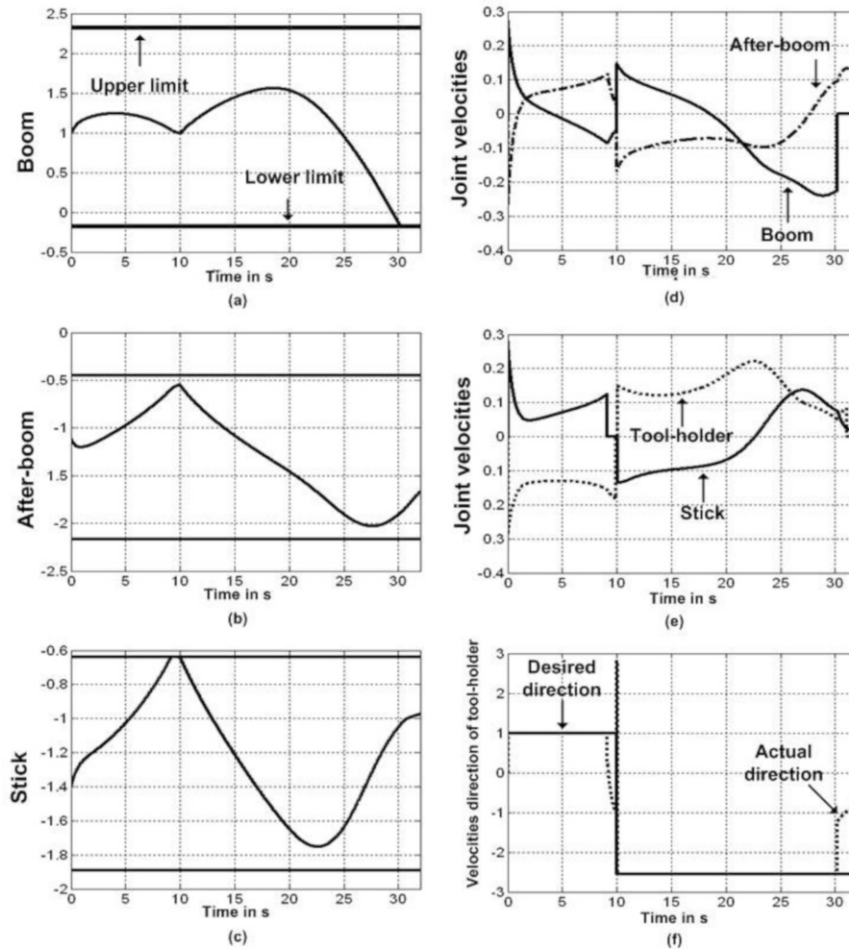 2.5
2
1.5
1
0.5
0
-0.5
Boom
Upper limit
Lower limit
0 5 10 15 20 25 30
Time in s
(a)
0.3
0.2
0.1
0
-0.1
-0.2
-0.3
0.4
Joint velocities
After-boom
Boom
0 5 10 15 20 25 30
Time in s
(d)
0
-0.5
-1
-1.5
-2
-2.5
After-boom
0 5 10 15 20 25 30
Time in s
(b)
0.3
0.2
0.1
0
0.1
0.2
0.3
0.4
Joint velocities
Tool-holder
Stick
0 5 10 15 20 25 30
Time in s
(e)
-0.6
-0.8
-1
-1.2
-1.4
-1.6
-1.8
-2
Stick
0 5 10 15 20 25 30
Time in s
(c)
3
2
1
0
-1
-2
3
Velocities direction of tool-holder
Desired
direction
Actual
direction
0 5 10 15 20 25 30
Time in s
(f)